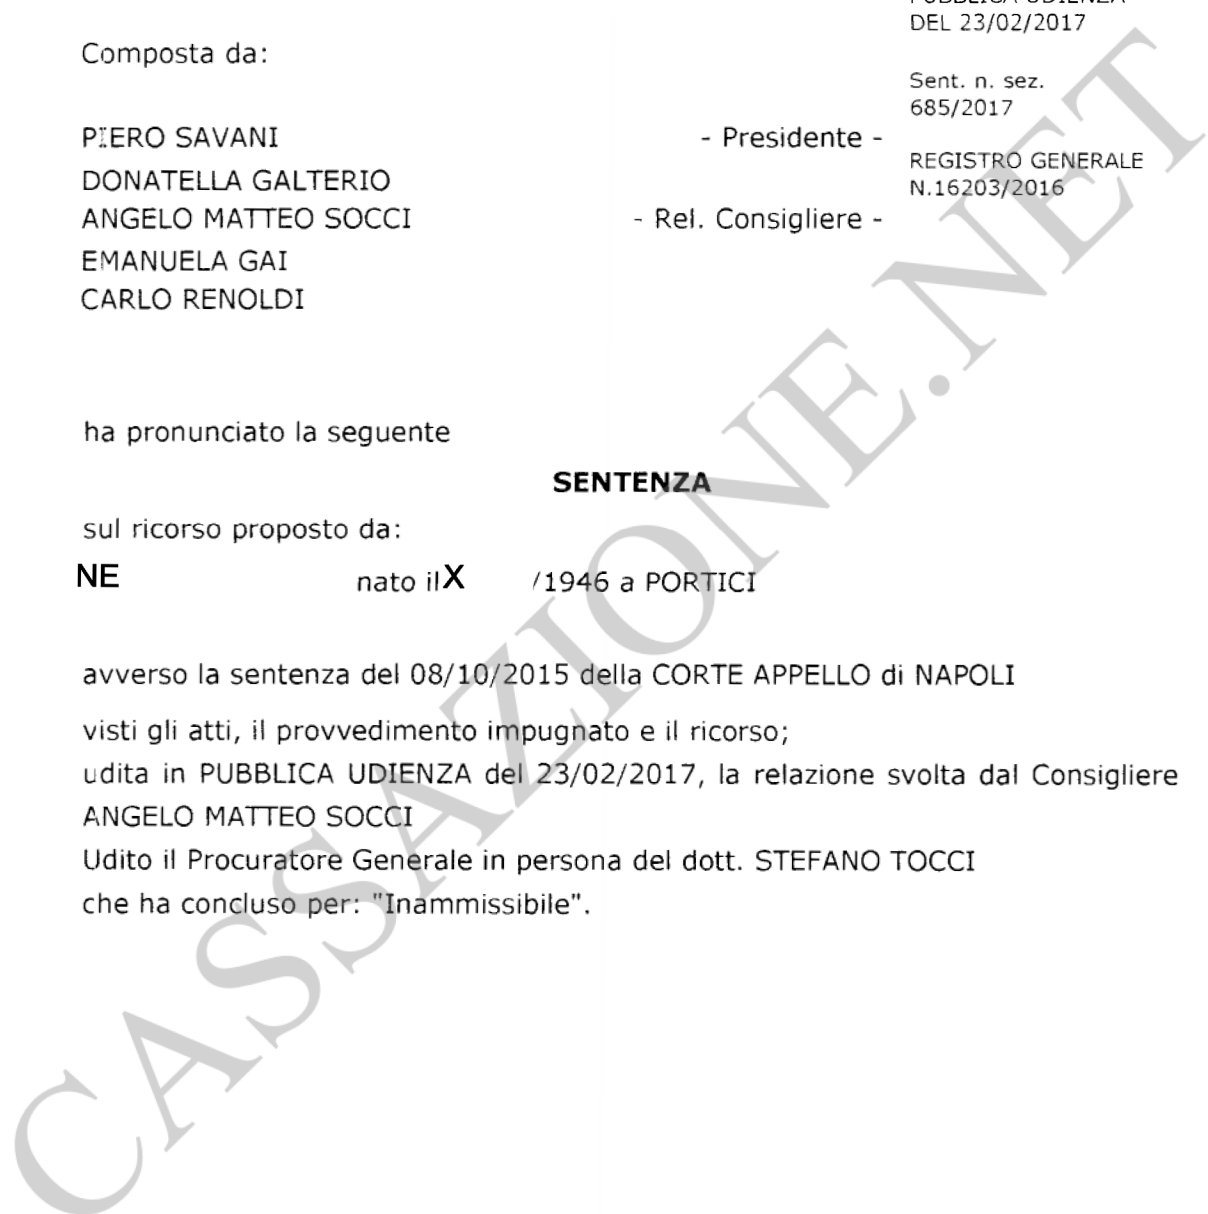 PUBBLICA UDIENZA
DEL 23/02/2017
Composta da:
Sent. n. sez.
685/2017
PIERO SAVANI - Presidente -
REGISTRO GENERALE
N.16203/2016
DONATELLA GALTERIO
ANGELO MATTEO SOCCI - Rel. Consigliere -
EMANUELA GAI
CARLO RENOLDI
ha pronunciato la seguente
SENTENZA
sul ricorso proposto da:
NE nato il X /1946 a PORTICI
avverso la sentenza del 08/10/2015 della CORTE APPELLO di NAPOLI
visti gli atti, il provvedimento impugnato e il ricorso;
udita in PUBBLICA UDIENZA del 23/02/2017, la relazione svolta dal Consigliere
ANGELO MATTEO SOCCI
Udito il Procuratore Generale in persona del dott. STEFANO TOCCI
che ha concluso per: "Inammissibile".
CASSAZIONE.NET